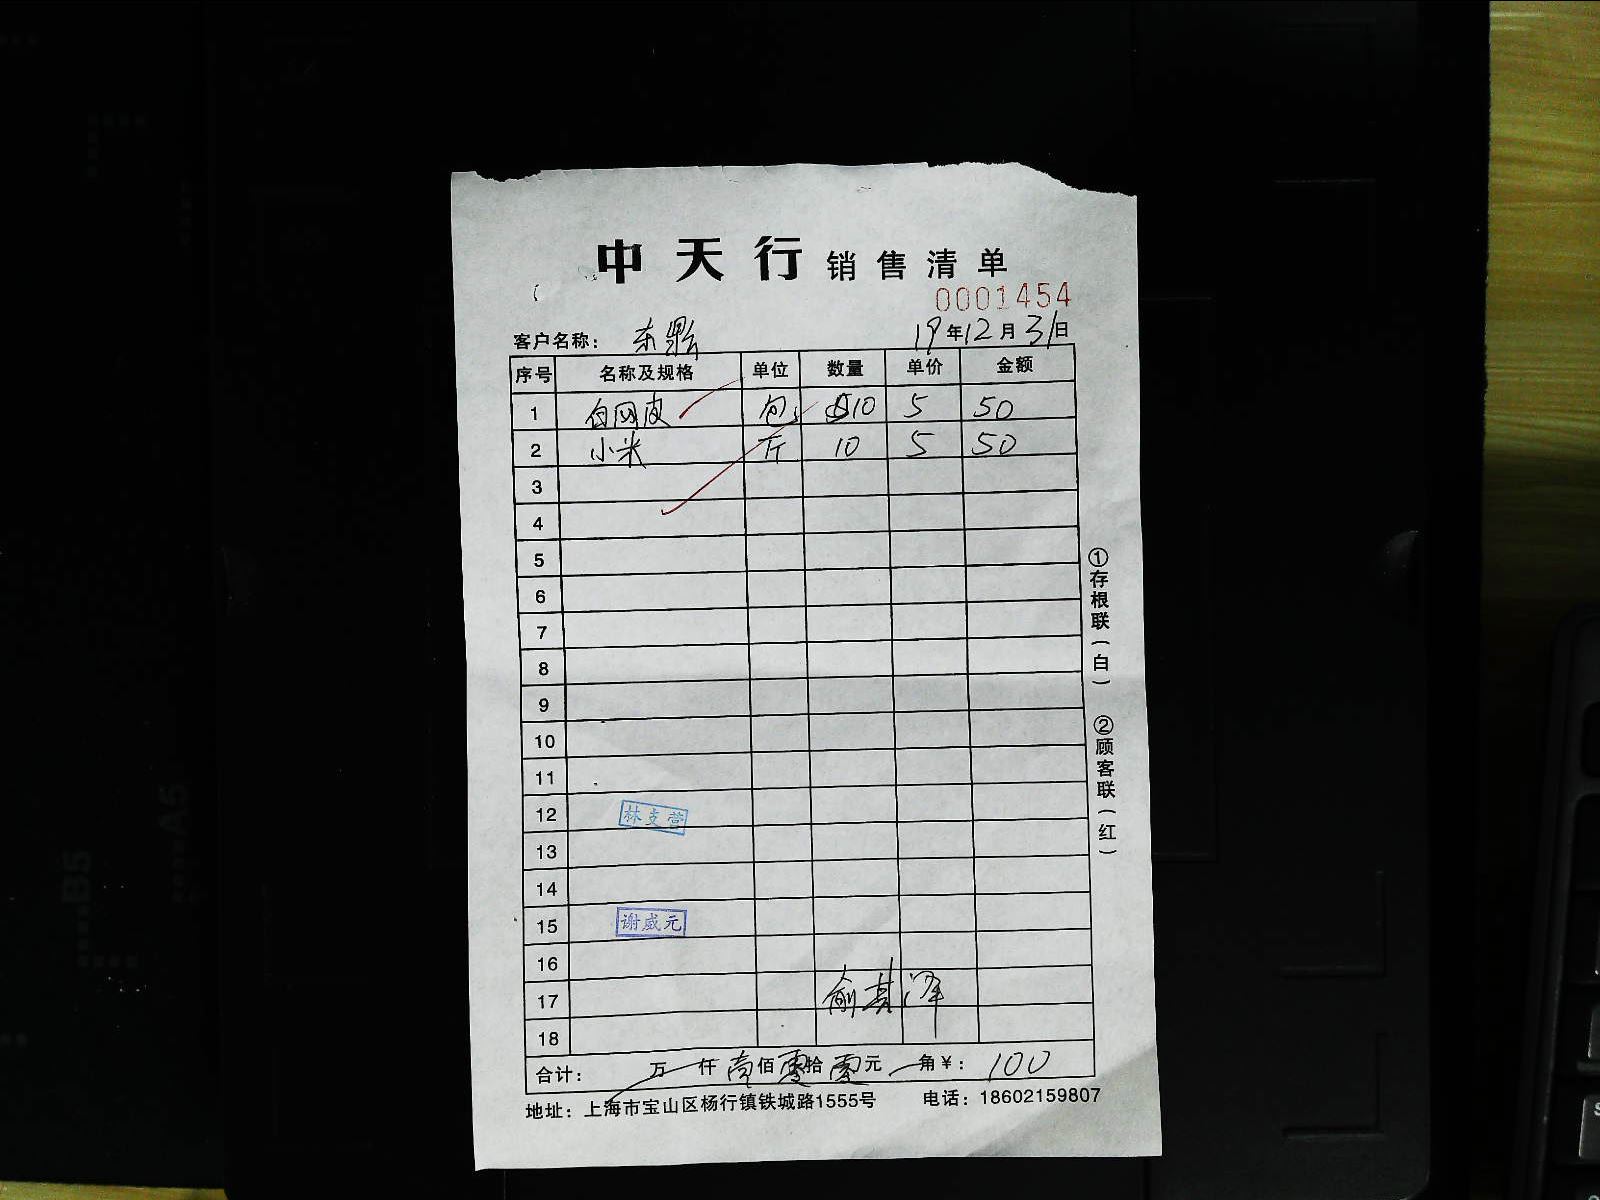 中天行 销售清单
0001454
客户名称： 东黔 19年12月31日
序号 名称及规格 单位 数量 单价 金额
1 白网皮 包 10 5 50
2 小米 斤 10 5 50
3
4
5
6
7
8
9
10
11
12 林支营
13
14
15 谢威元
16
17 俞其泽
18
合计： 万 仟 壹佰 零拾 零元 角￥： 100
地址：上海市宝山区杨行镇铁城路1555号 电话：18602159807
①存根联（白） ②顾客联（红）
B5
A5